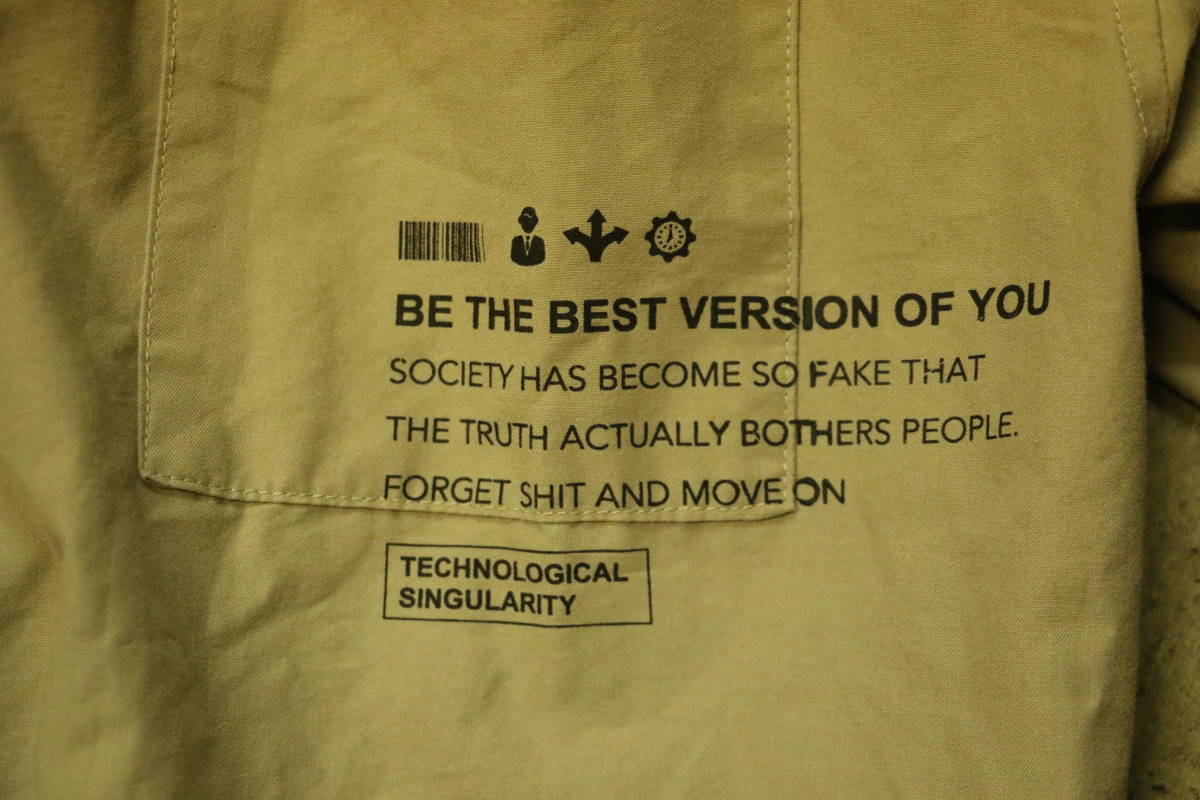 BE THE BEST VERSION OF YOU
SOCIETY HAS BECOME SO FAKE THAT
THE TRUTH ACTUALLY BOTHERS PEOPLE.
FORGET SHIT AND MOVE ON
TECHNOLOGICAL
SINGULARITY